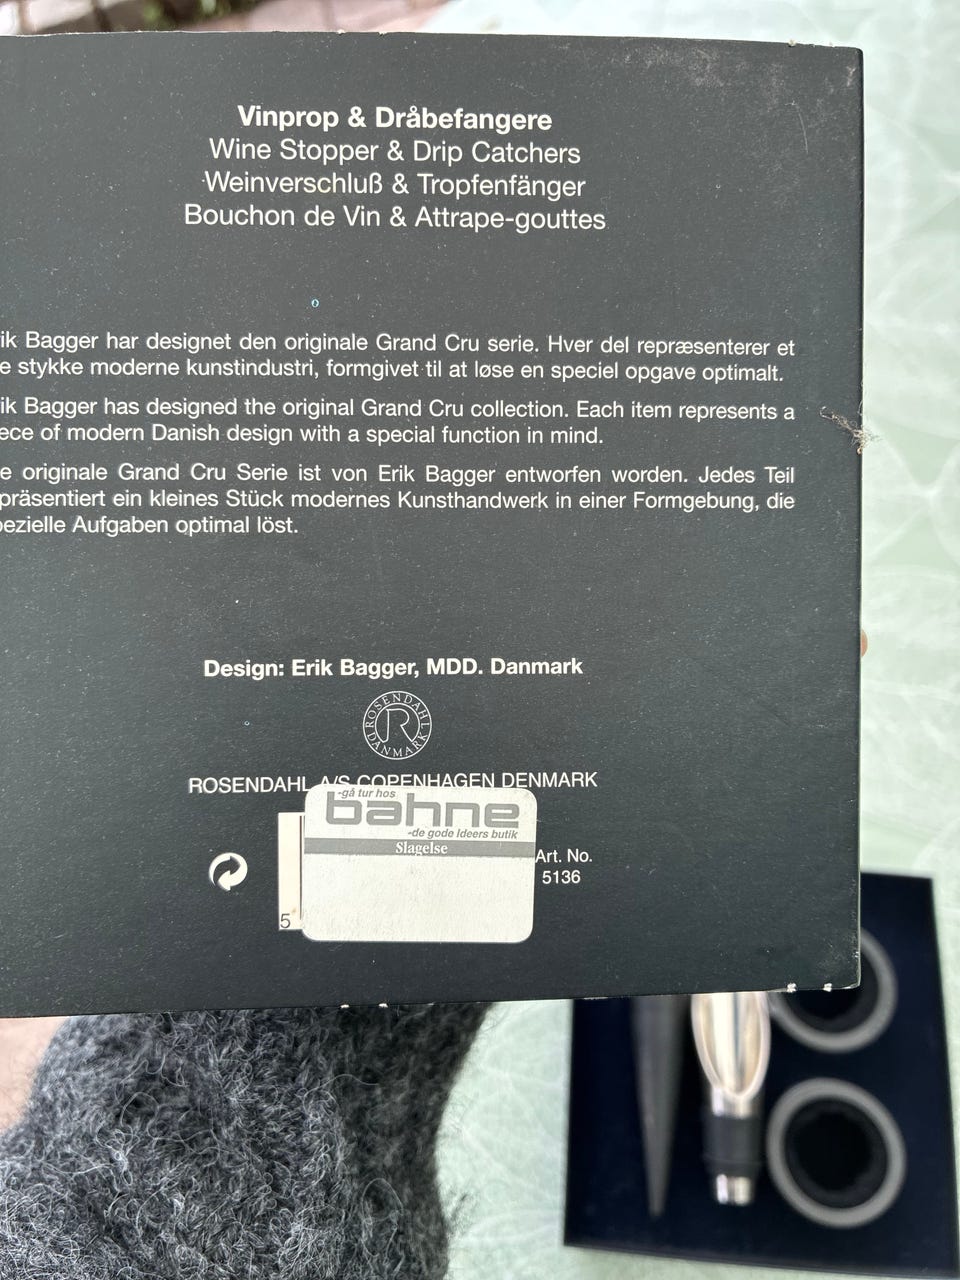 Vinprop & Dråbefangere
Wine Stopper & Drip Catchers
Weinverschluß & Tropfenfänger
Bouchon de Vin & Attrape-gouttes
ik Bagger har designet den originale Grand Cru serie. Hver del repræsenterer et
e stykke moderne kunstindustri, formgivet til at løse en speciel opgave optimalt.
ik Bagger has designed the original Grand Cru collection. Each item represents a
ece of modern Danish design with a special function in mind.
e originale Grand Cru Serie ist von Erik Bagger entworfen worden. Jedes Teil
präsentiert ein kleines Stück modernes Kunsthandwerk in einer Formgebung, die
pezielle Aufgaben optimal löst.
Design: Erik Bagger, MDD. Danmark
ROSENDAHL
R
DANMARK
ROSENDAHL A/S COPENHAGEN DENMARK
-gå tur hos
bahne
-de gode Ideers butik
Slagelse
Art. No.
5136
5